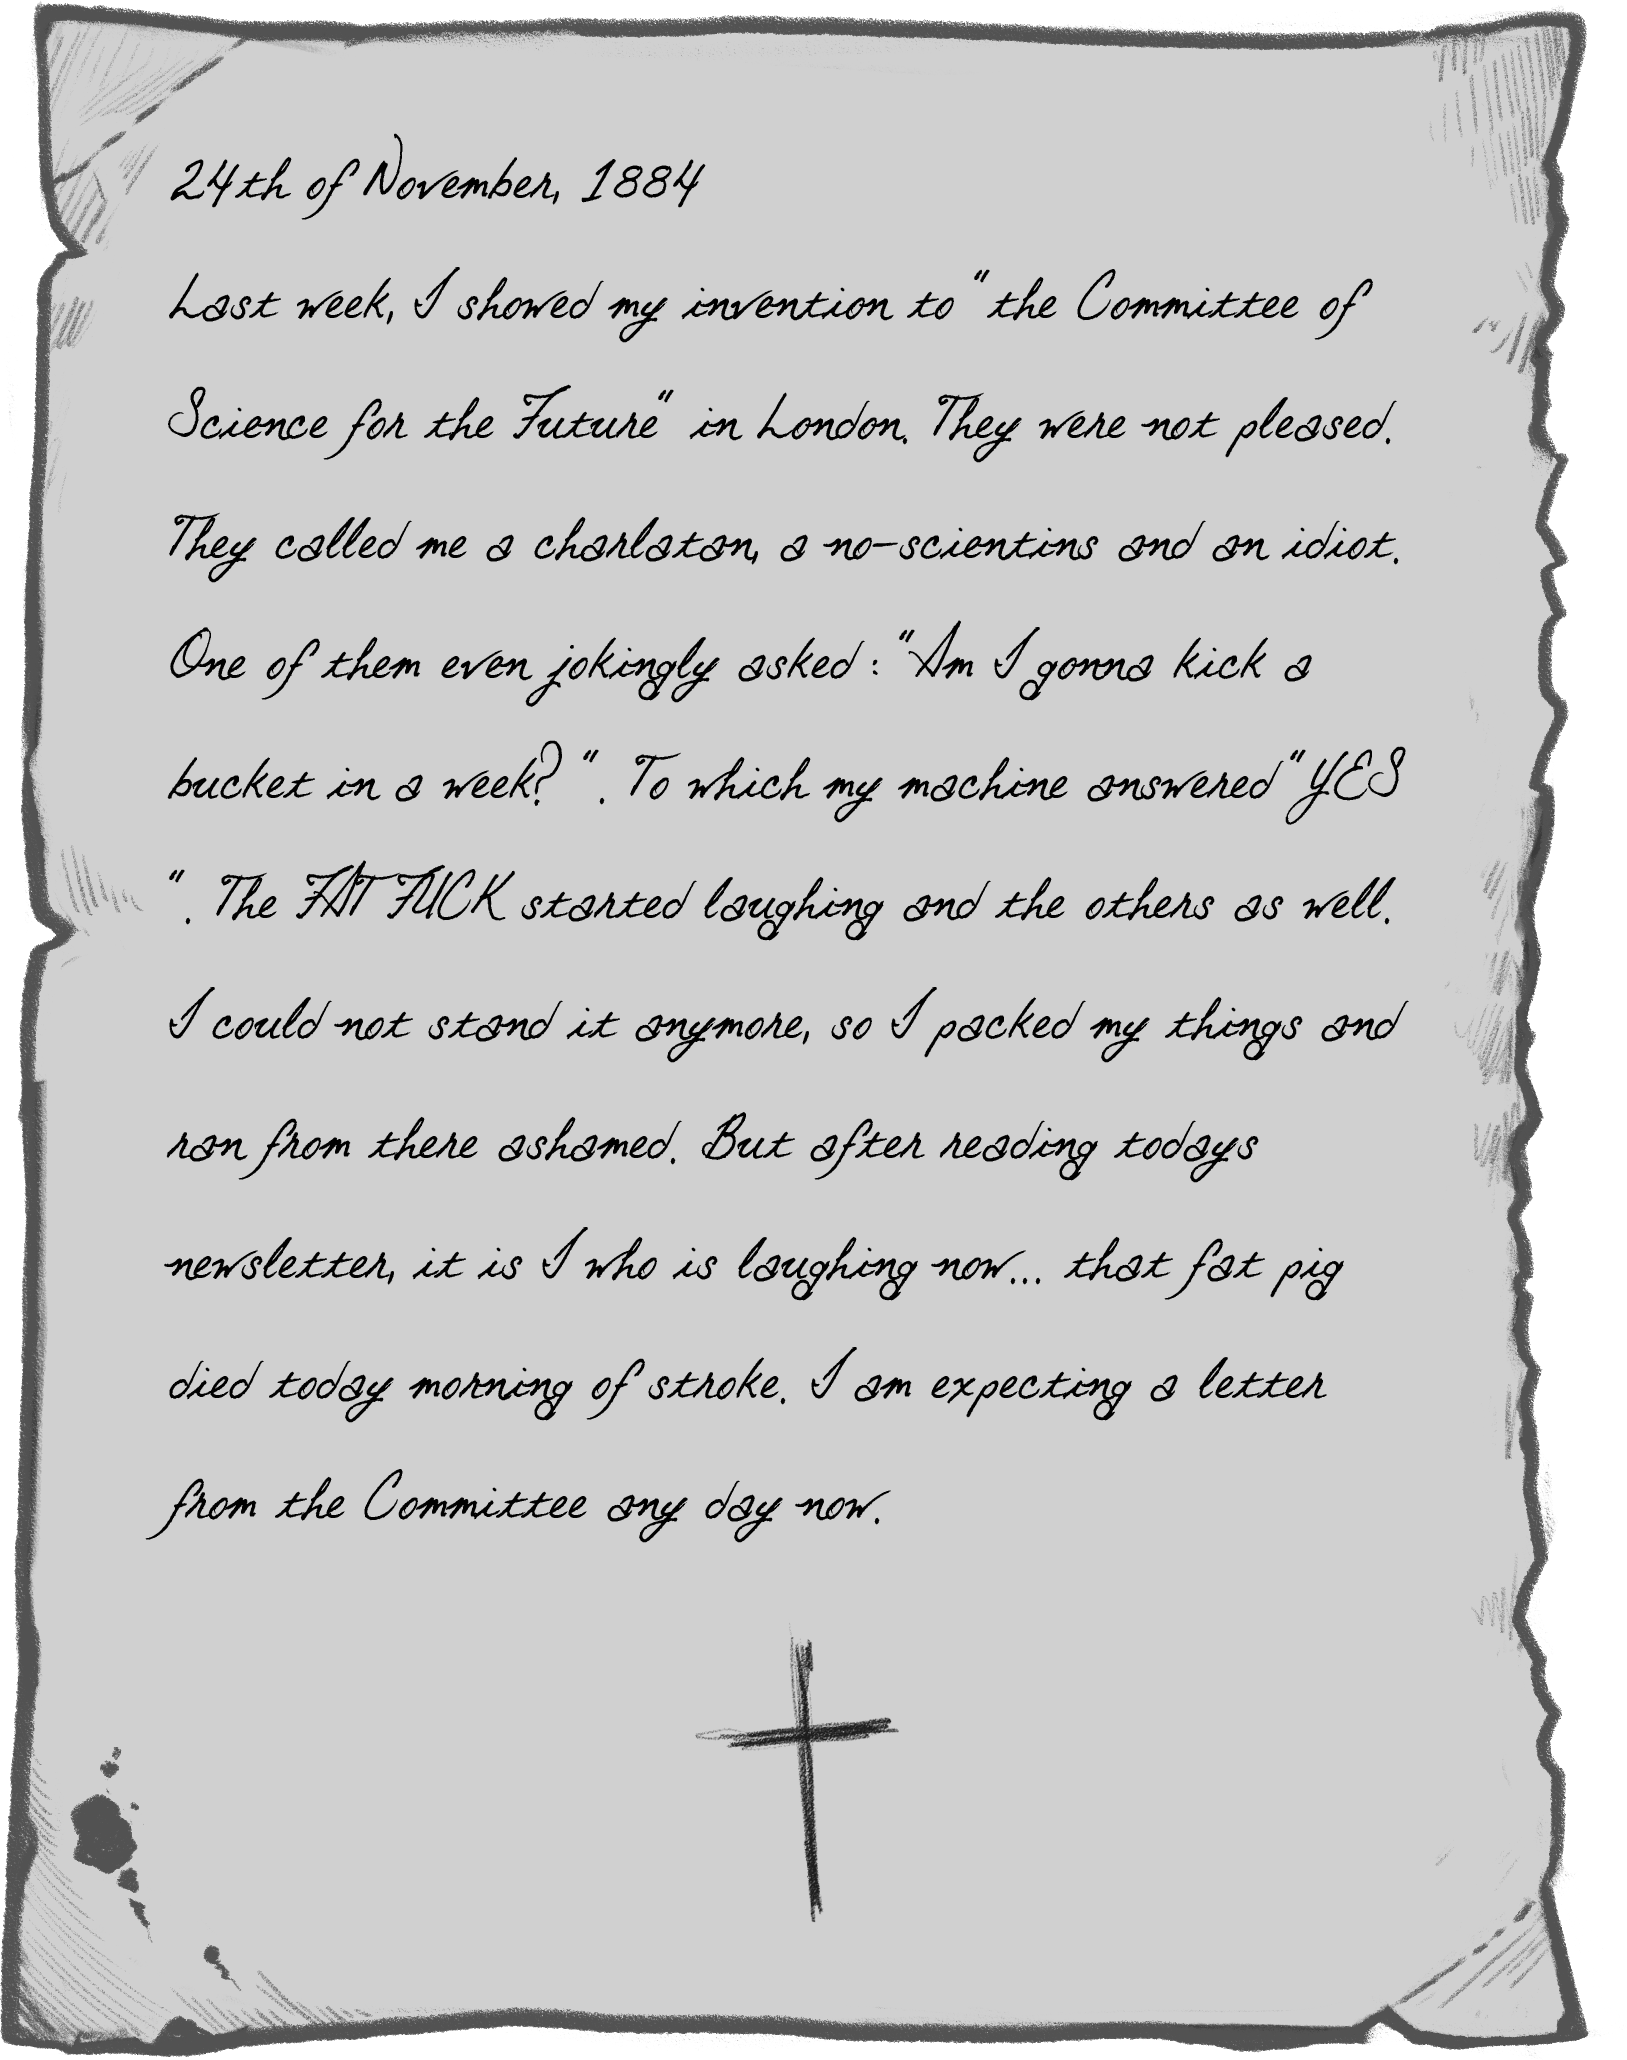 24th of November, 1884
Last week, I showed my invention to "the Committee of
Science for the Future" in London. They were not pleased.
They called me a charlatan, a no-scientins and an idiot.
One of them even jokingly asked : "Am I gonna kick a
bucket in a week? ". To which my machine answered "YES
". The FAT FUCK started laughing and the others as well.
I could not stand it anymore, so I packed my things and
ran from there ashamed. But after reading todays
newsletter, it is I who is laughing now... that fat pig
died today morning of stroke. I am expecting a letter
from the Committee any day now.